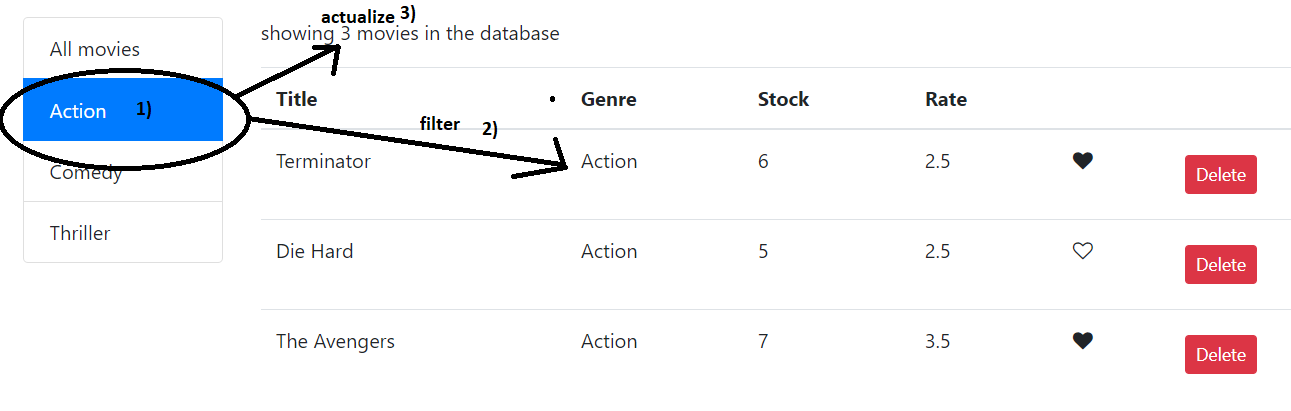 actualize 3)
showing 3 movies in the database
All movies
Action 1)
Comedy
Thriller
filter 2)
Title Genre Stock Rate
Terminator Action 6 2.5 Delete
Die Hard Action 5 2.5 Delete
The Avengers Action 7 3.5 Delete